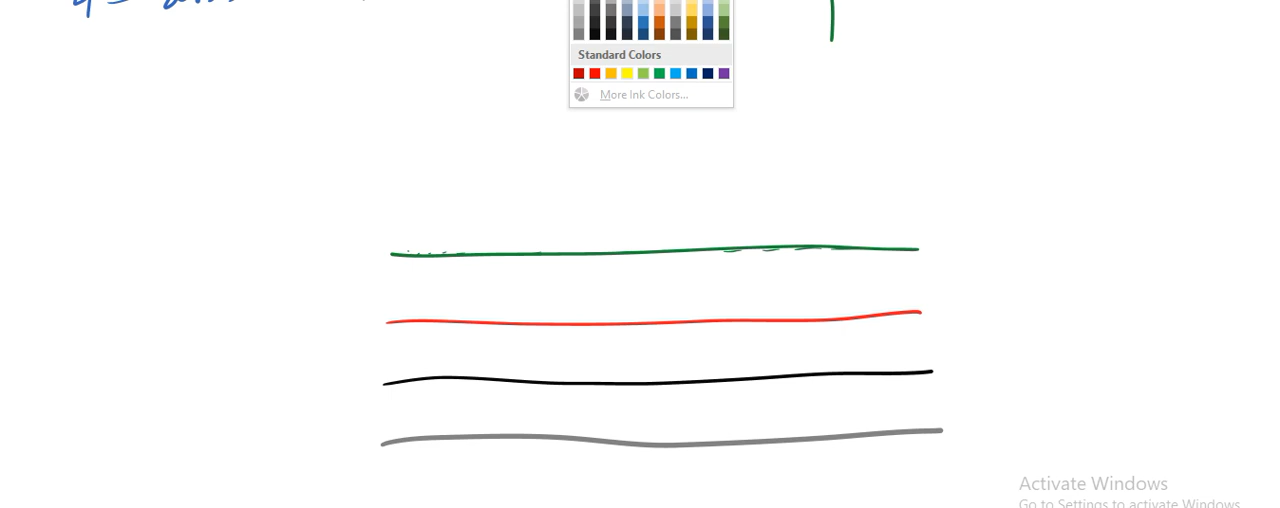 Standard Colors
More Ink Colors...
Activate Windows
Go to Settings to activate Windows.